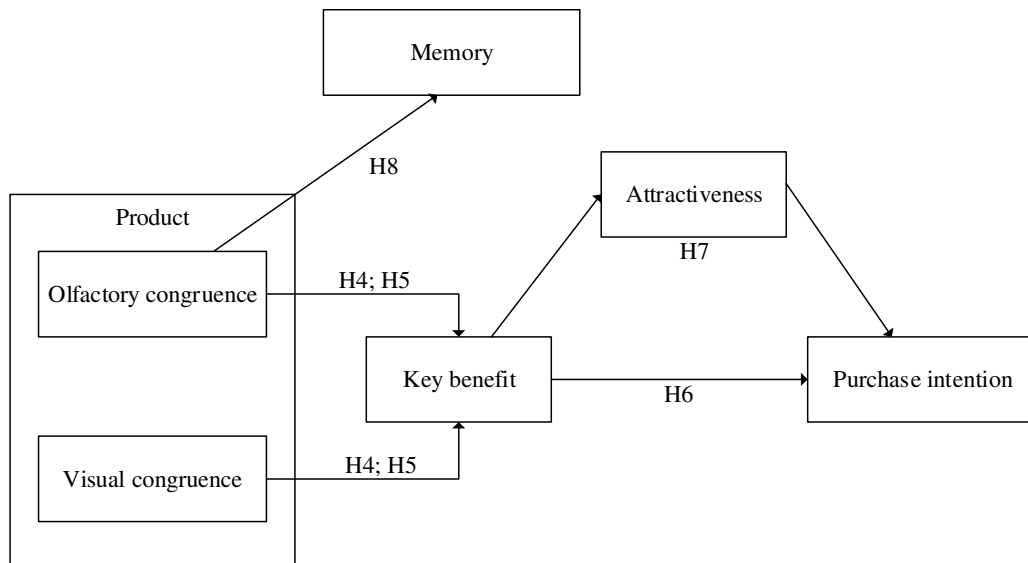 Memory
H8
Attractiveness
H7
Product
Olfactory congruence
H4; H5
Key benefit
H6
Purchase intention
Visual congruence
H4; H5